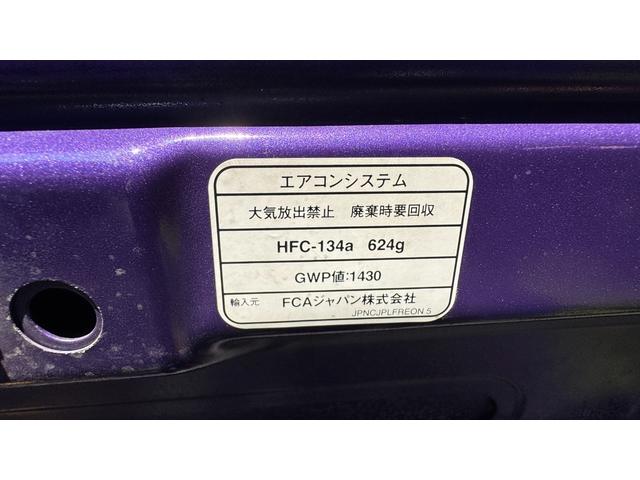 エアコンシステム
大気放出禁止 廃棄時要回収
HFC-134a 624g
GWP値:1430
輸入元 FCAジャパン株式会社
JPNCJPLFREON 5